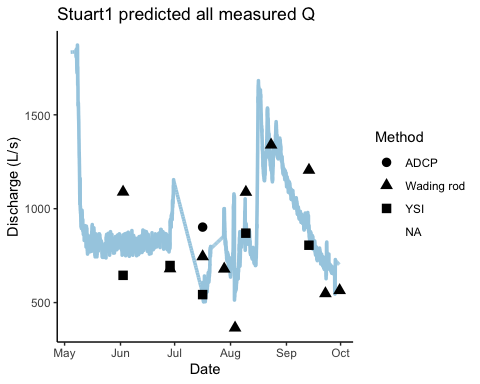 Stuart1 predicted all measured Q
Discharge (L/s)
1500
1000
500
May
Jun
Jul
Aug
Sep
Oct
Date
Method
ADCP
Wading rod
YSI
NA